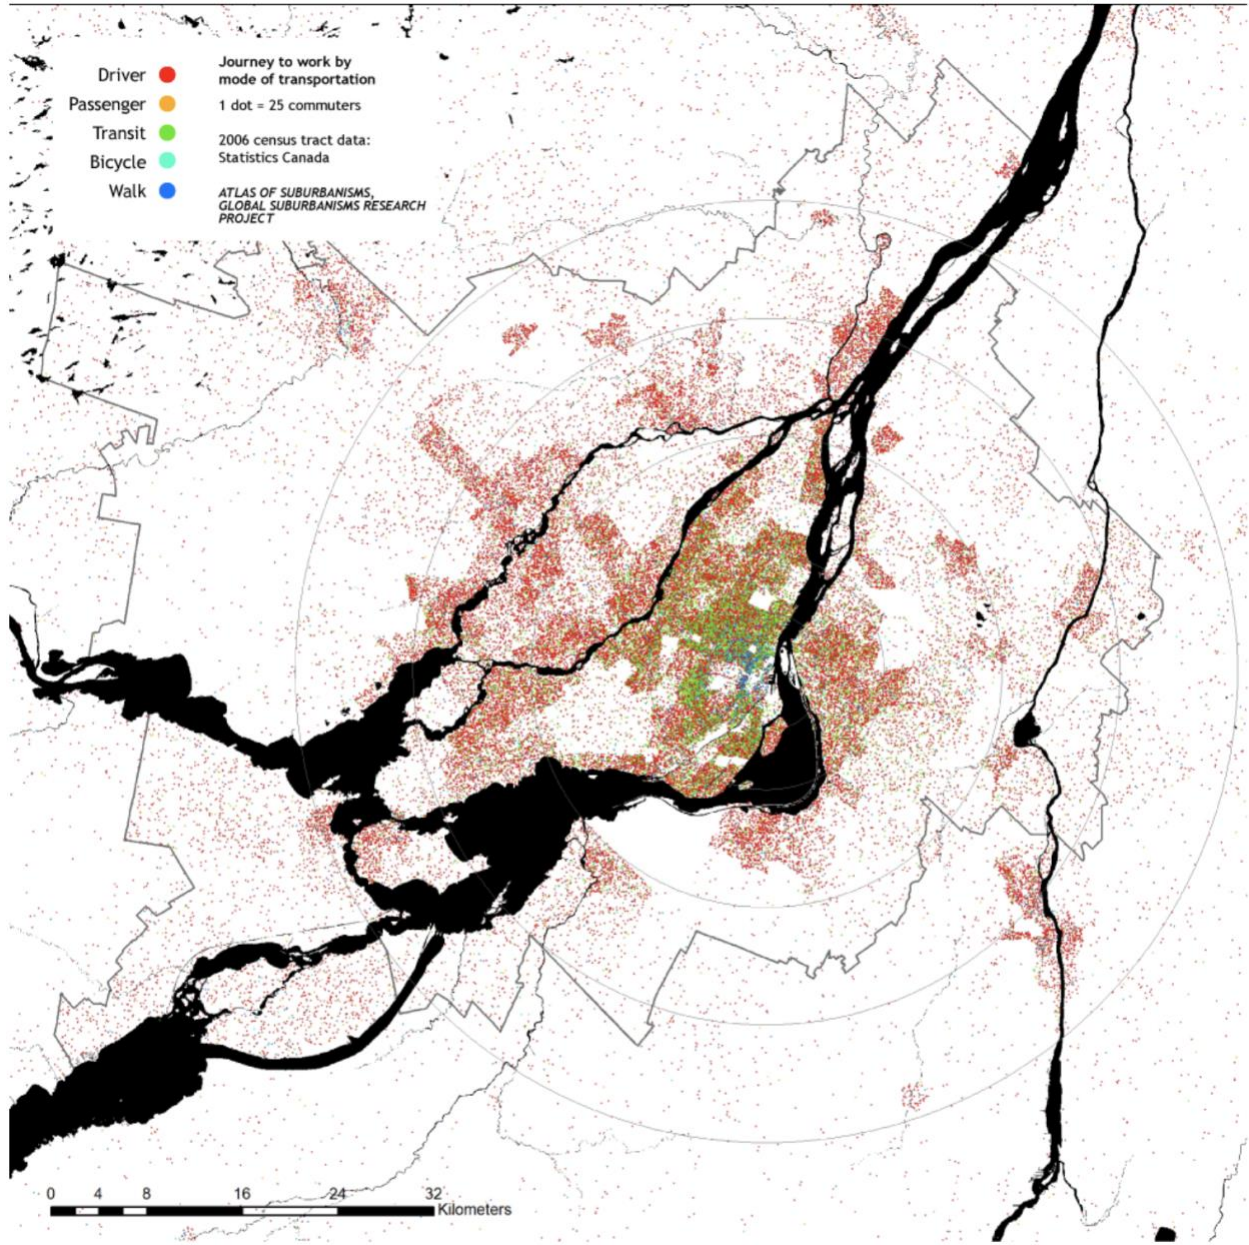 Driver
Passenger
Transit
Bicycle
Walk
Journey to work by
mode of transportation
1 dot = 25 commuters
2006 census tract data:
Statistics Canada
ATLAS OF SUBURBANISMS,
GLOBAL SUBURBANISMS RESEARCH
PROJECT
0 4 8 16 24 32
Kilometers